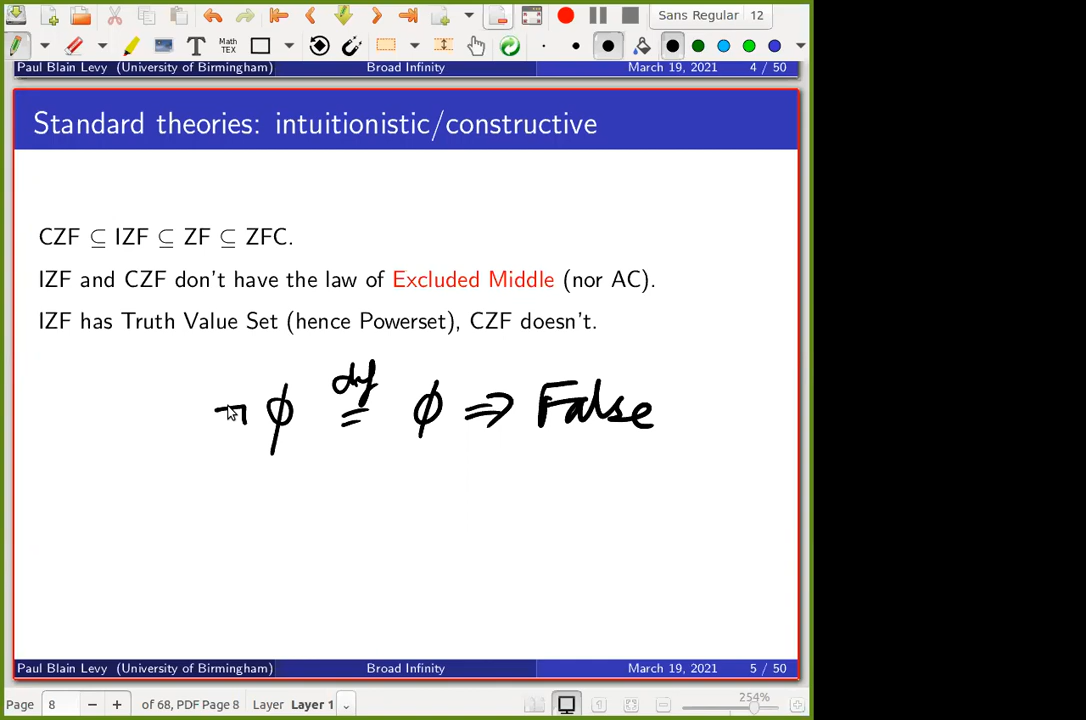 Sans Regular 12
Math
TEX
Paul Blain Levy (University of Birmingham) Broad Infinity March 19, 2021 4 / 50
Standard theories: intuitionistic/constructive
CZF ⊆ IZF ⊆ ZF ⊆ ZFC.
IZF and CZF don't have the law of Excluded Middle (nor AC).
IZF has Truth Value Set (hence Powerset), CZF doesn't.
¬ϕ def= ϕ ⇒ False
Paul Blain Levy (University of Birmingham) Broad Infinity March 19, 2021 5 / 50
Page 8 of 68, PDF Page 8 Layer Layer 1 254%